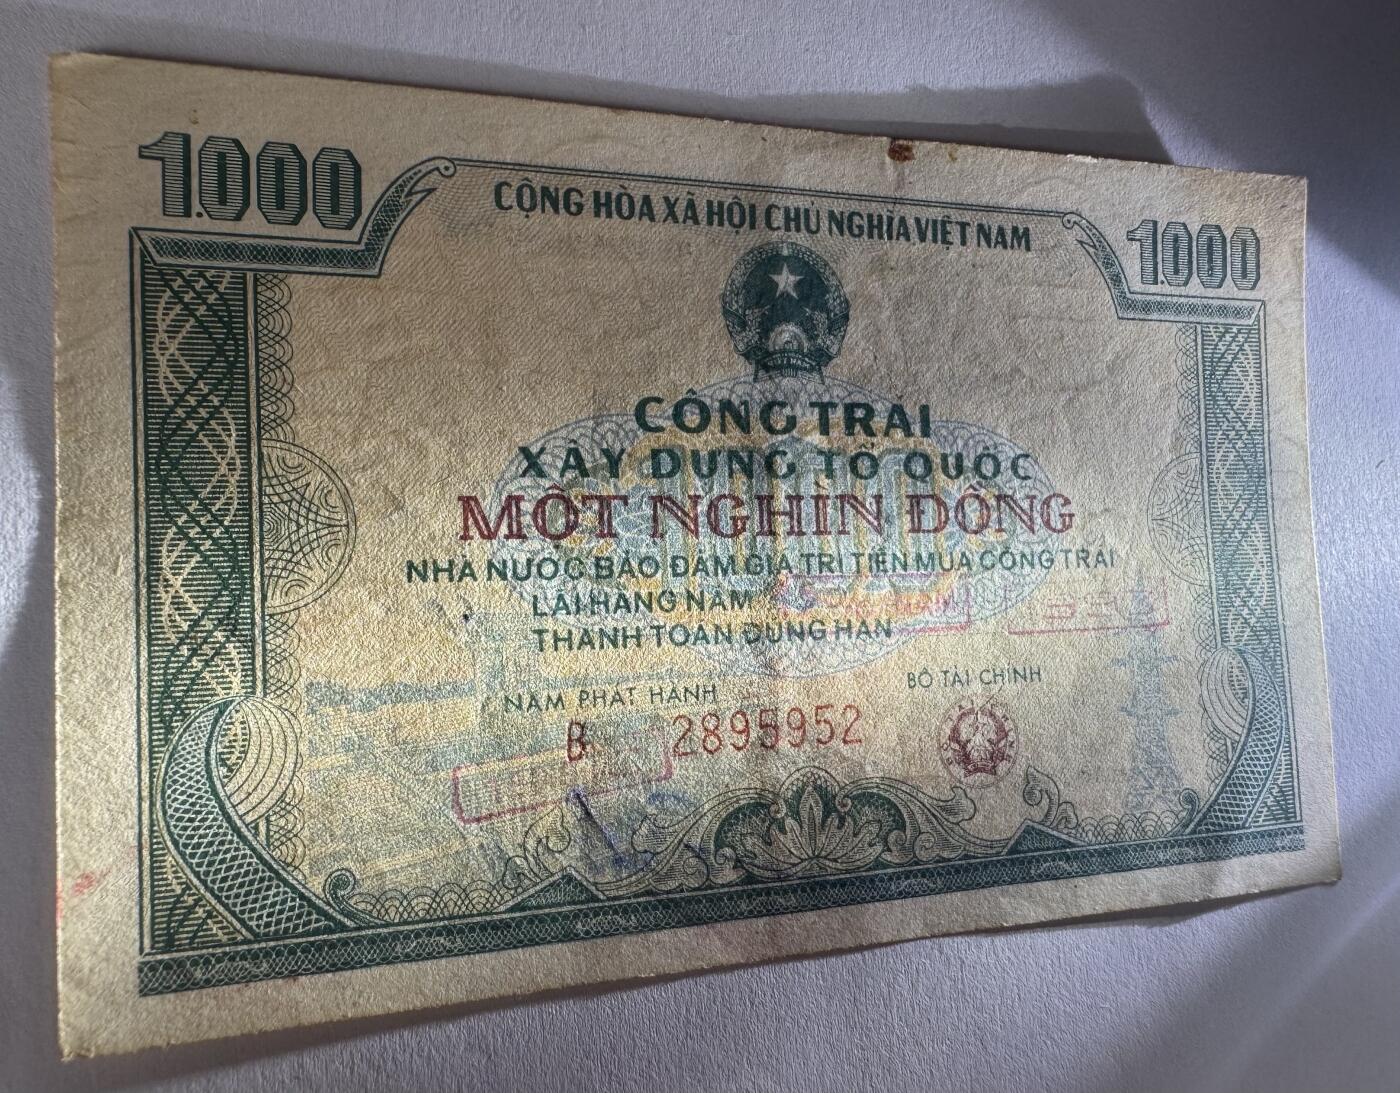 1.000
CỘNG HÒA XÃ HỘI CHỦ NGHĨA VIỆT NAM
1.000
CÔNG TRÁI
XÂY DỰNG TỔ QUỐC
MỘT NGHÌN ĐỒNG
NHÀ NƯỚC BẢO ĐẢM GIÁ TRỊ TIỀN MUA CÔNG TRÁI
LÃI HÀNG NĂM
THANH TOÁN ĐÚNG HẠN
NĂM PHÁT HÀNH
BỘ TÀI CHÍNH
B 2895952